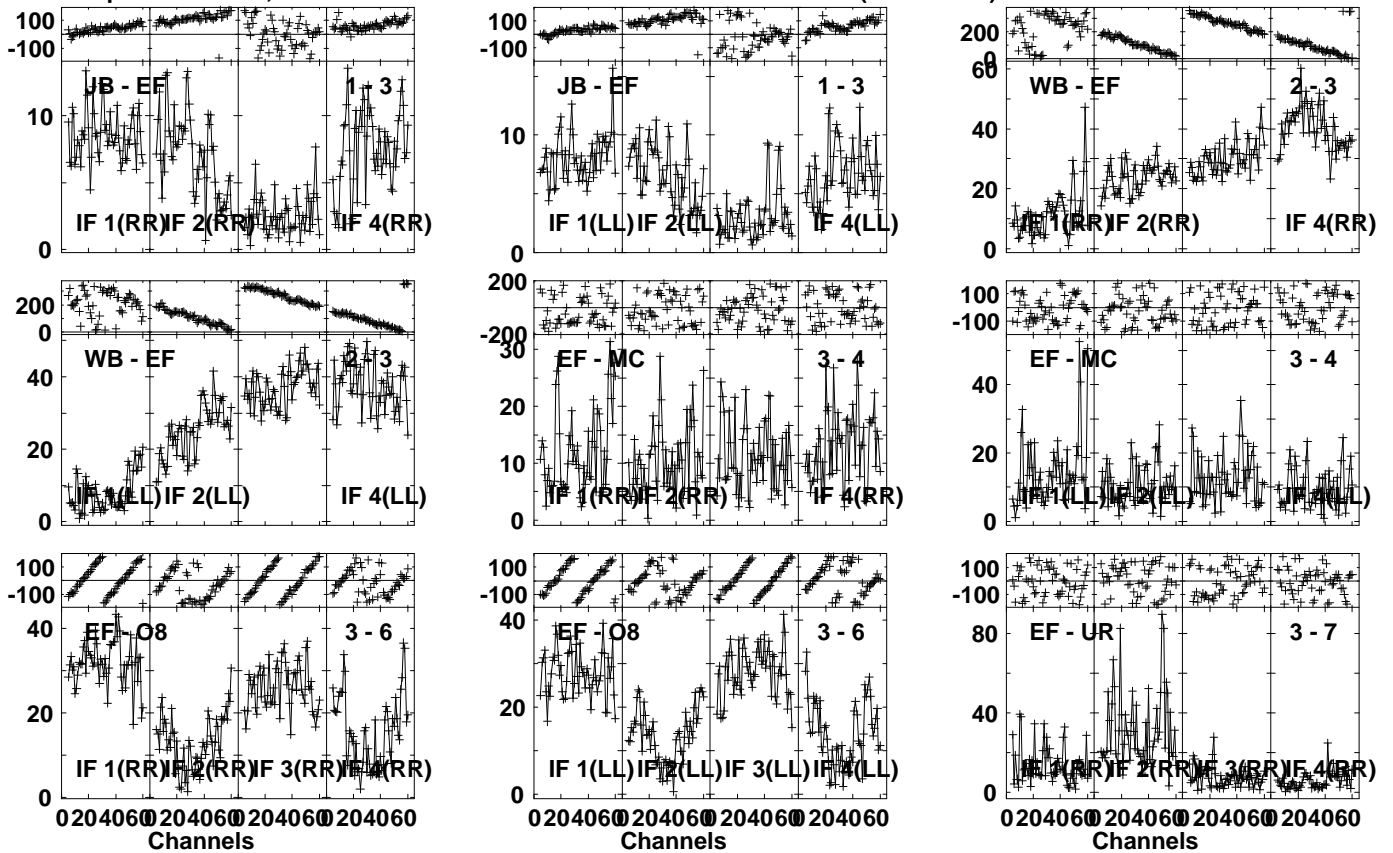 100
-100
JB - EF 1 - 3
10
IF 1(RR) IF 2(RR) IF 4(RR)
0
100
-100
JB - EF 1 - 3
10
IF 1(LL) IF 2(LL) IF 4(LL)
0
200
0
60
WB - EF 2 - 3
40
20
IF 1(RR) IF 2(RR) IF 4(RR)
0
200
0
WB - EF 2 - 3
40
20
IF 1(LL) IF 2(LL) IF 4(LL)
0
200
-200
30
EF - MC 3 - 4
20
10
IF 1(RR) IF 2(RR) IF 4(RR)
0
100
-100
EF - MC 3 - 4
40
20
IF 1(LL) IF 2(LL) IF 4(LL)
0
100
-100
40
EF - O8 3 - 6
20
IF 1(RR) IF 2(RR) IF 3(RR) IF 4(RR)
0
0 20 40 60 0 20 40 60 0 20 40 60 0 20 40 60
Channels
100
-100
40
EF - O8 3 - 6
20
IF 1(LL) IF 2(LL) IF 3(LL) IF 4(LL)
0
0 20 40 60 0 20 40 60 0 20 40 60 0 20 40 60
Channels
100
-100
80
EF - UR 3 - 7
40
IF 1(RR) IF 2(RR) IF 3(RR) IF 4(RR)
0
0 20 40 60 0 20 40 60 0 20 40 60 0 20 40 60
Channels